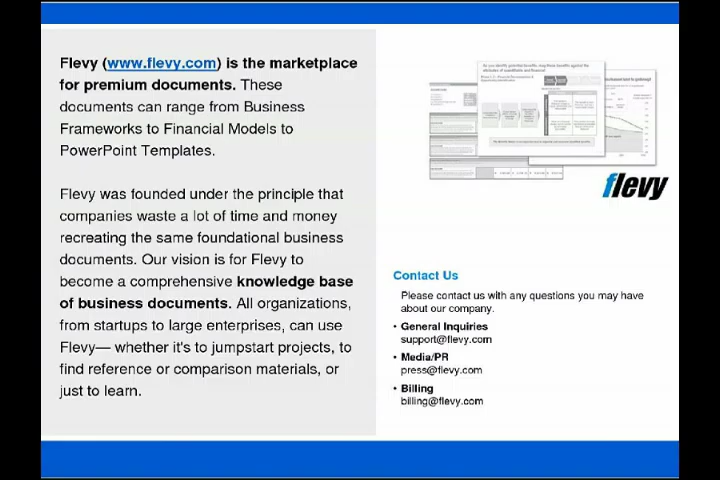 Flevy (www.flevy.com) is the marketplace
for premium documents. These
documents can range from Business
Frameworks to Financial Models to
PowerPoint Templates.
Flevy was founded under the principle that
companies waste a lot of time and money
recreating the same foundational business
documents. Our vision is for Flevy to
become a comprehensive knowledge base
of business documents. All organizations,
from startups to large enterprises, can use
Flevy— whether it's to jumpstart projects, to
find reference or comparison materials, or
just to learn.
flevy
Contact Us
Please contact us with any questions you may have
about our company.
• General Inquiries
support@flevy.com
• Media/PR
press@flevy.com
• Billing
billing@flevy.com